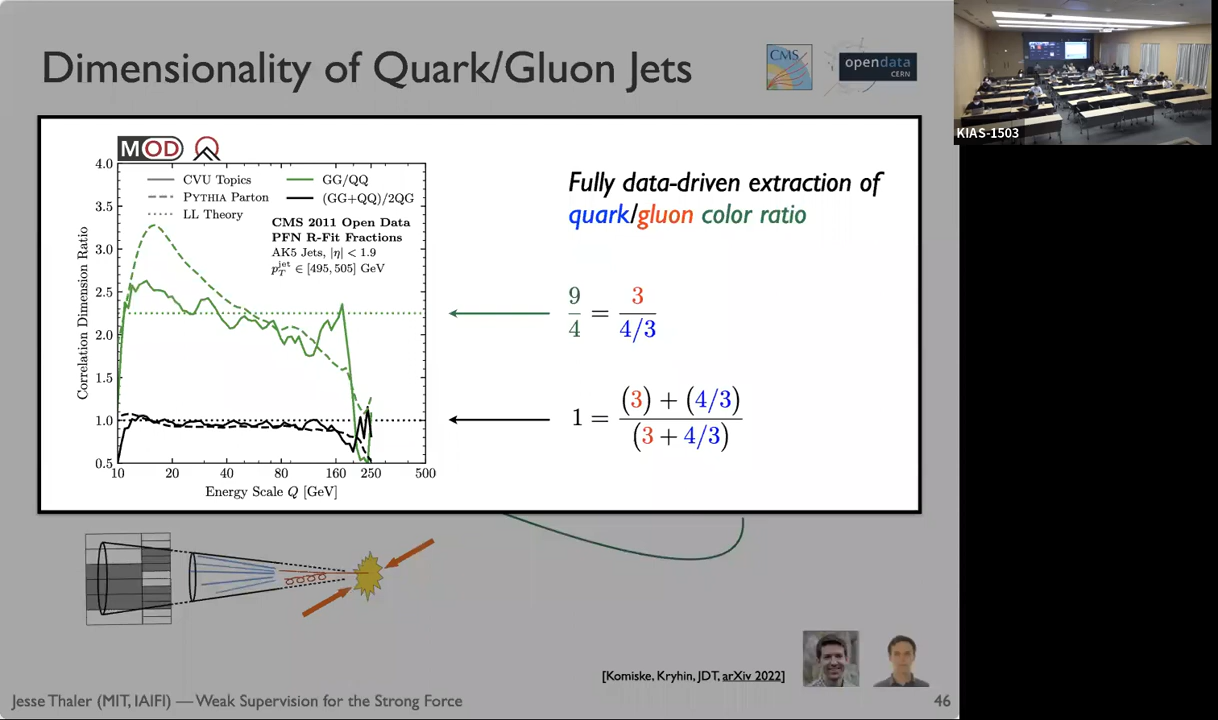 Dimensionality of Quark/Gluon Jets
CMS
opendata
CERN
KIAS-1503
MOD
CVU Topics
PYTHIA Parton
LL Theory
GG/QQ
(GG+QQ)/2QG
CMS 2011 Open Data
PFN R-Fit Fractions
AK5 Jets, |η| < 1.9
p_T^jet ∈ [495, 505] GeV
Correlation Dimension Ratio
4.0
3.5
3.0
2.5
2.0
1.5
1.0
0.5
10 20 40 80 160 250 500
Energy Scale Q [GeV]
Fully data-driven extraction of
quark/gluon color ratio
9/4 = 3/(4/3)
1 = ((3) + (4/3))/(3 + 4/3)
[Komiske, Kryhin, JDT, arXiv 2022]
Jesse Thaler (MIT, IAIFI) — Weak Supervision for the Strong Force
46